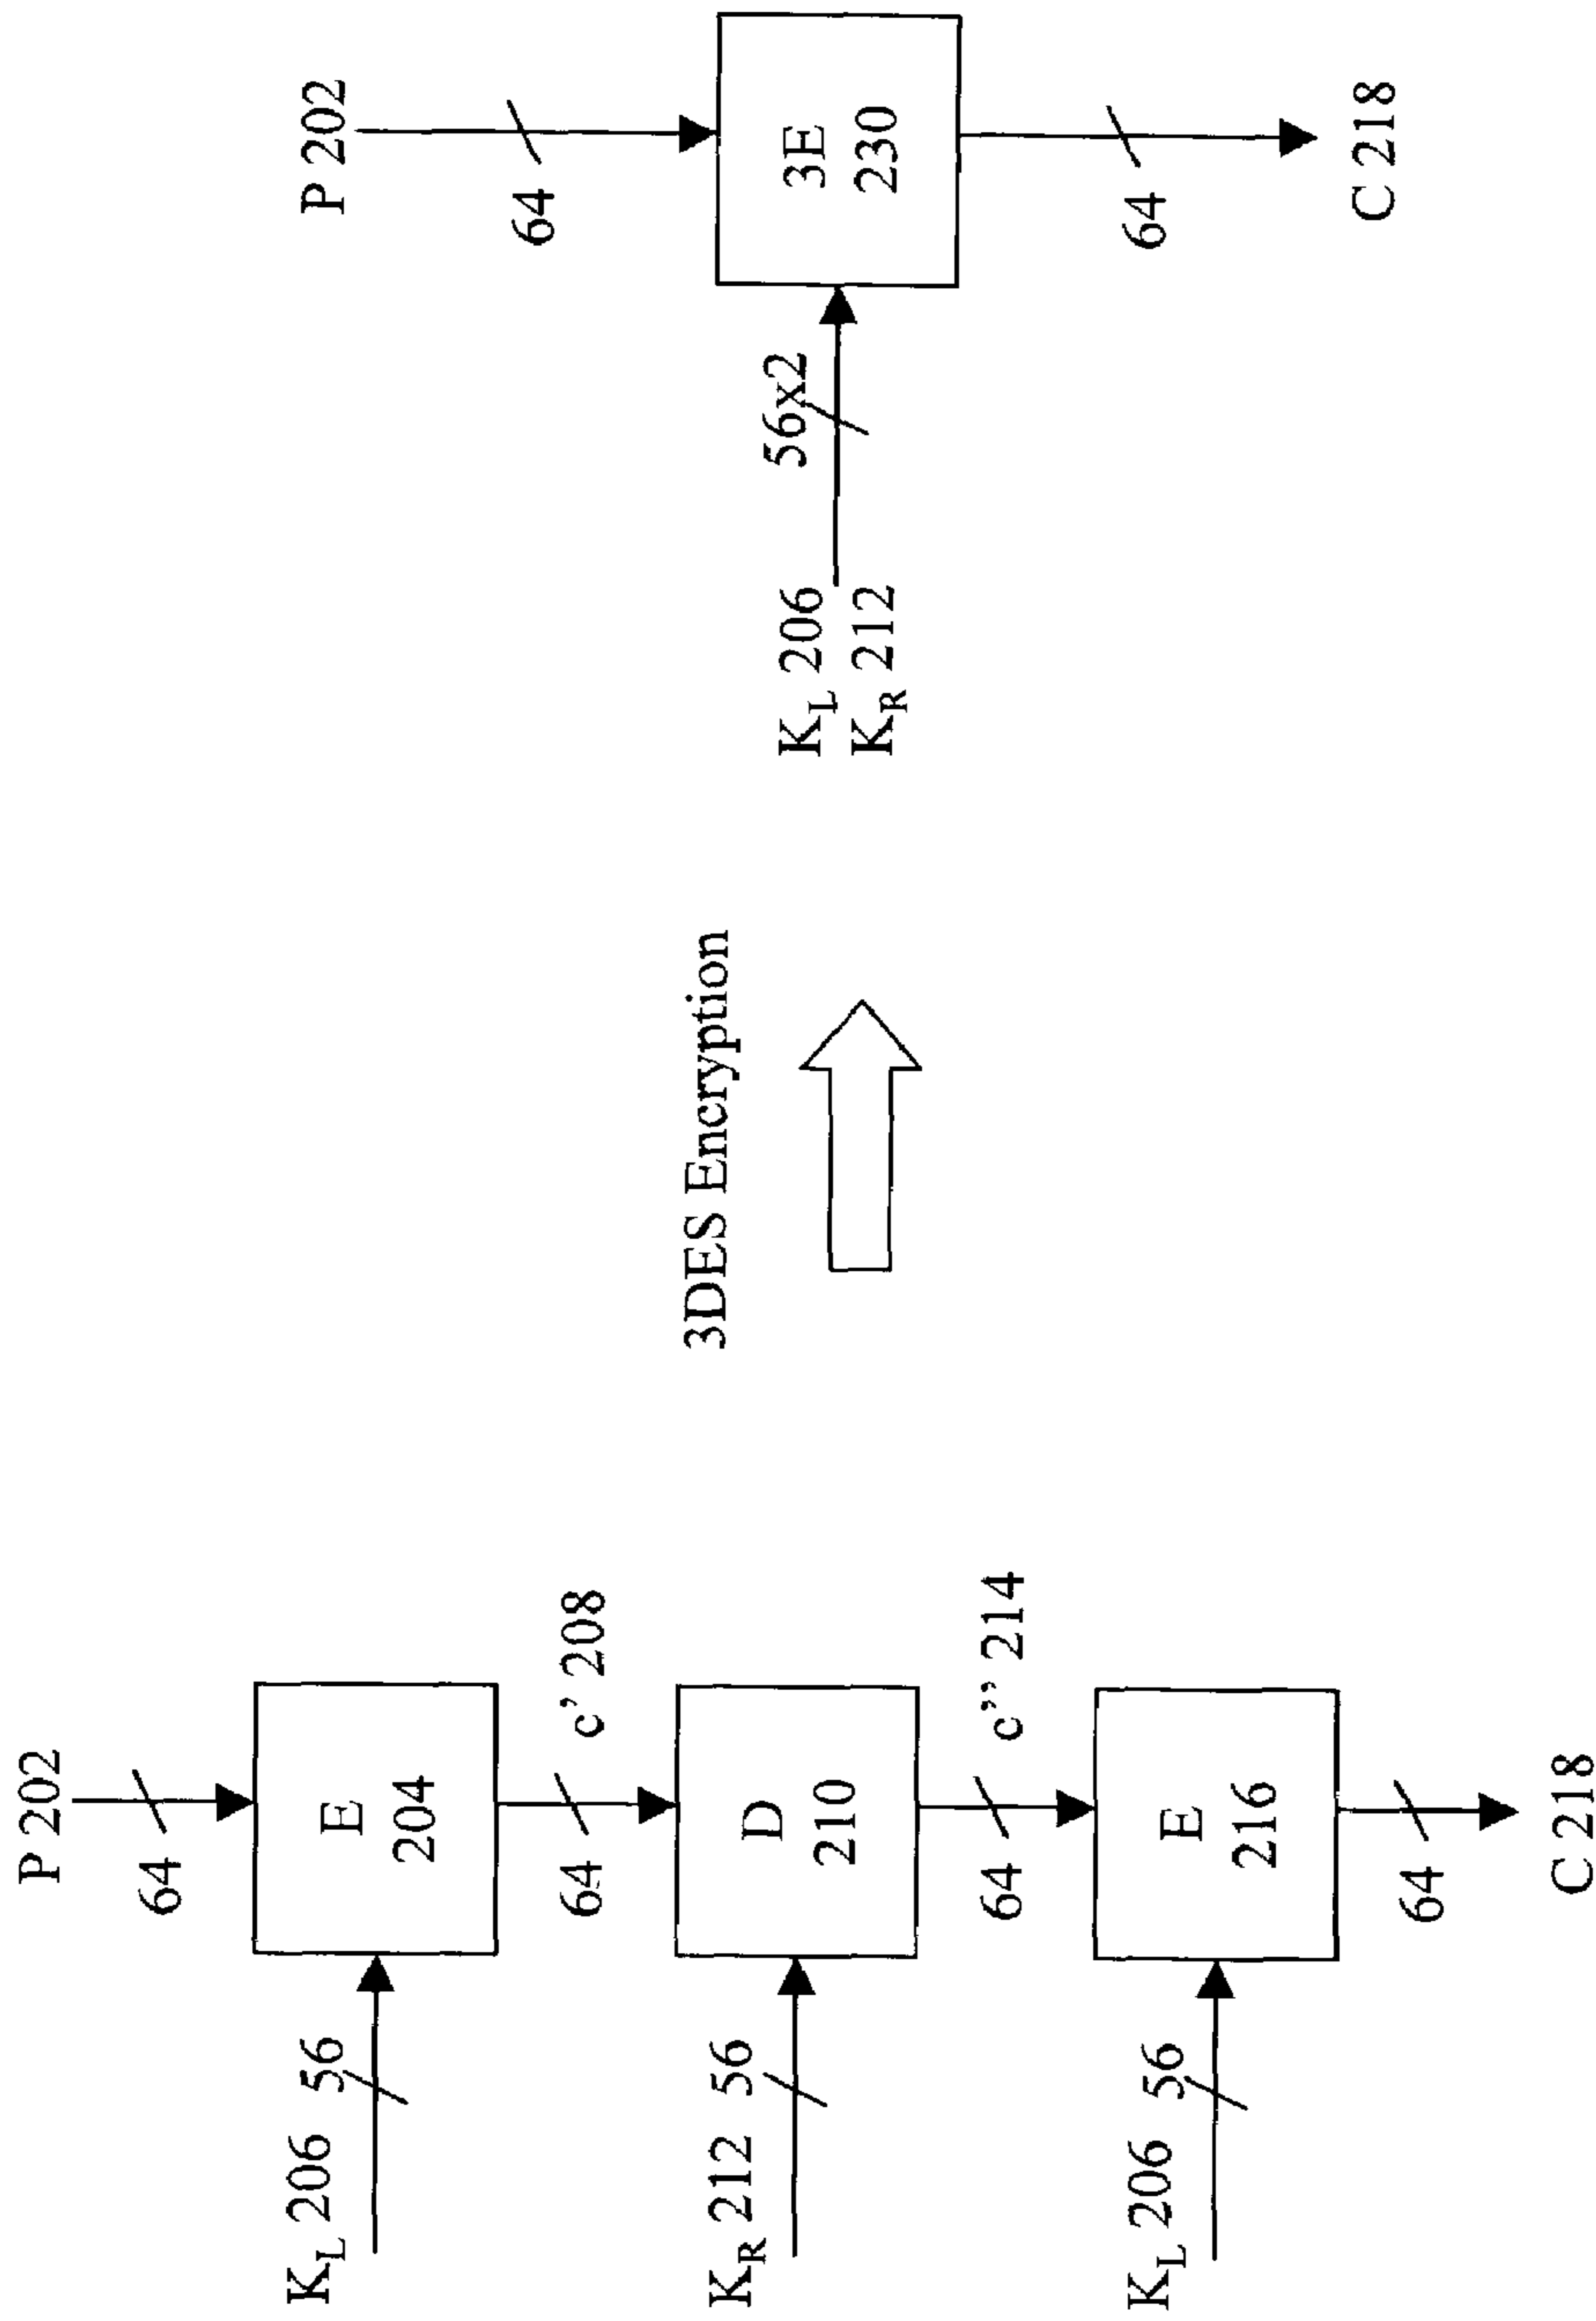 P 202
64
K_L 206 56
E
204
64
c' 208
K_R 212 56
D
210
64
c'' 214
K_L 206 56
E
216
64
C 218
3DES Encryption
P 202
64
56x2
K_L 206
K_R 212
3E
230
64
C 218